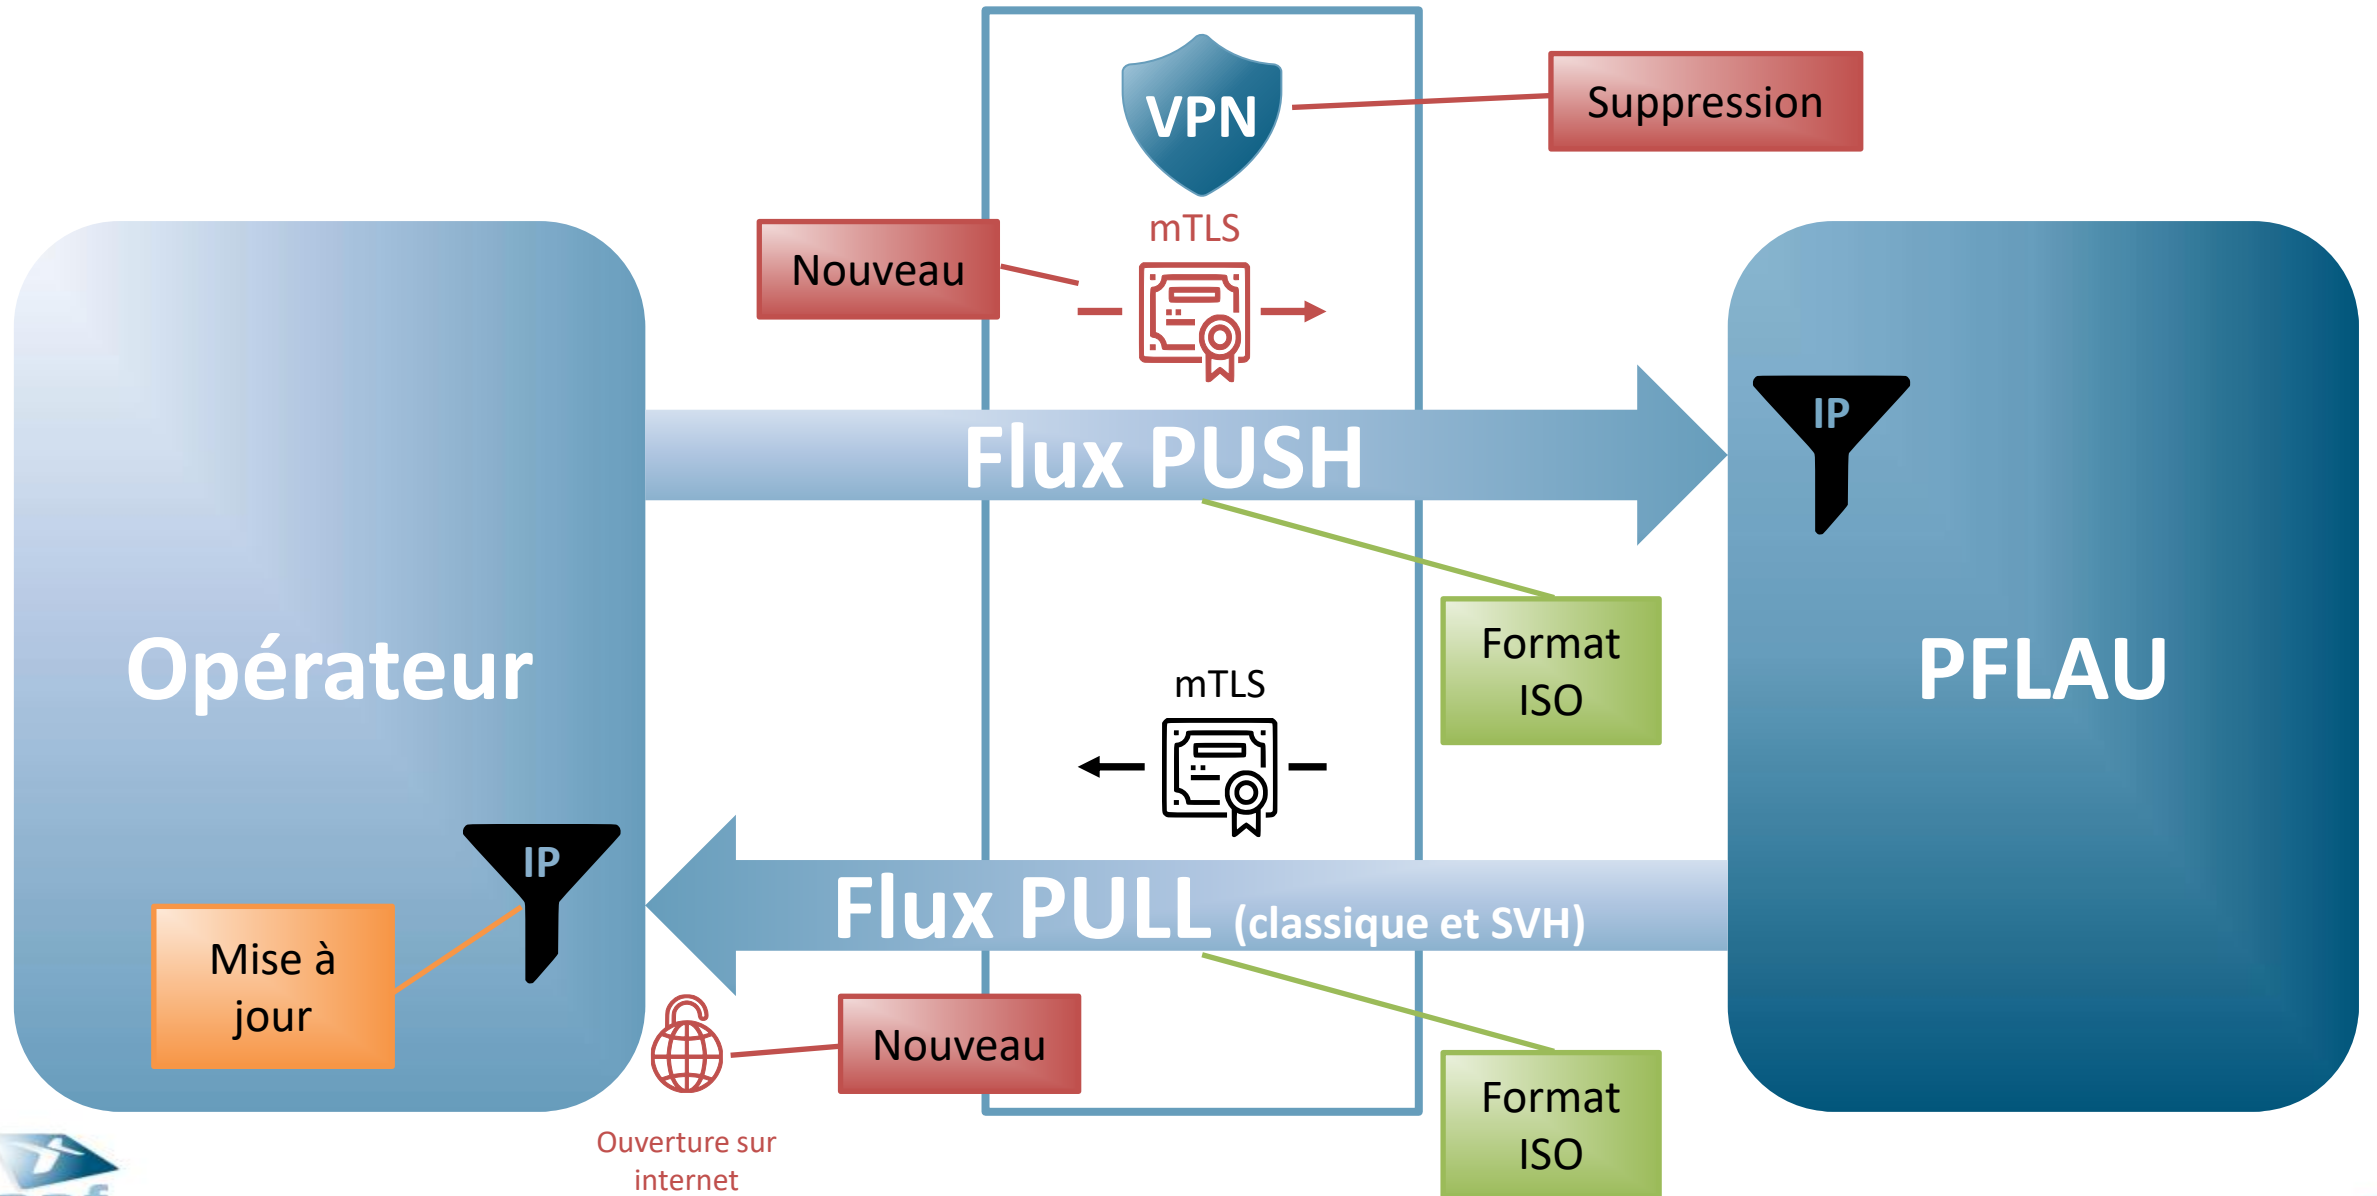 VPN
Suppression
mTLS
Nouveau
IP
Flux PUSH
Format
ISO
Opérateur
PFLAU
mTLS
IP
Flux PULL (classique et SVH)
Mise à
jour
Nouveau
Format
ISO
Ouverture sur
internet